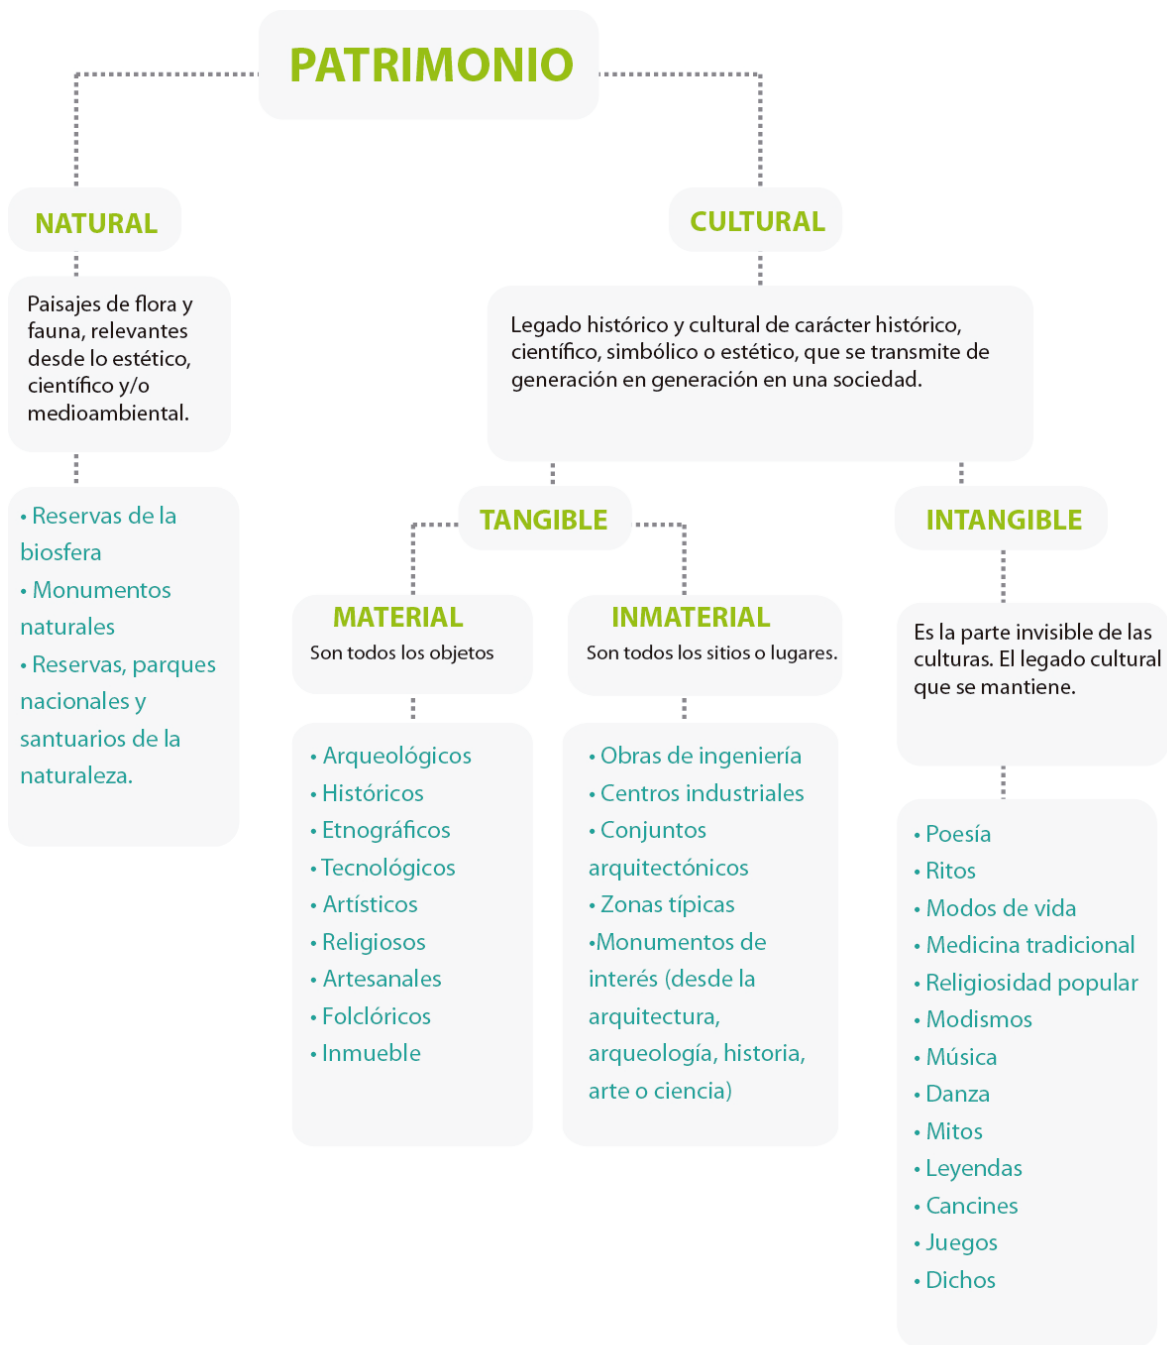 PATRIMONIO
NATURAL
Paisajes de flora y
fauna, relevantes
desde lo estético,
científico y/o
medioambiental.
• Reservas de la
biosfera
• Monumentos
naturales
• Reservas, parques
nacionales y
santuarios de la
naturaleza.
CULTURAL
Legado histórico y cultural de carácter histórico,
científico, simbólico o estético, que se transmite de
generación en generación en una sociedad.
TANGIBLE
MATERIAL
Son todos los objetos
• Arqueológicos
• Históricos
• Etnográficos
• Tecnológicos
• Artísticos
• Religiosos
• Artesanales
• Folclóricos
• Inmueble
INMATERIAL
Son todos los sitios o lugares.
• Obras de ingeniería
• Centros industriales
• Conjuntos
arquitectónicos
• Zonas típicas
•Monumentos de
interés (desde la
arquitectura,
arqueología, historia,
arte o ciencia)
INTANGIBLE
Es la parte invisible de las
culturas. El legado cultural
que se mantiene.
• Poesía
• Ritos
• Modos de vida
• Medicina tradicional
• Religiosidad popular
• Modismos
• Música
• Danza
• Mitos
• Leyendas
• Cancines
• Juegos
• Dichos